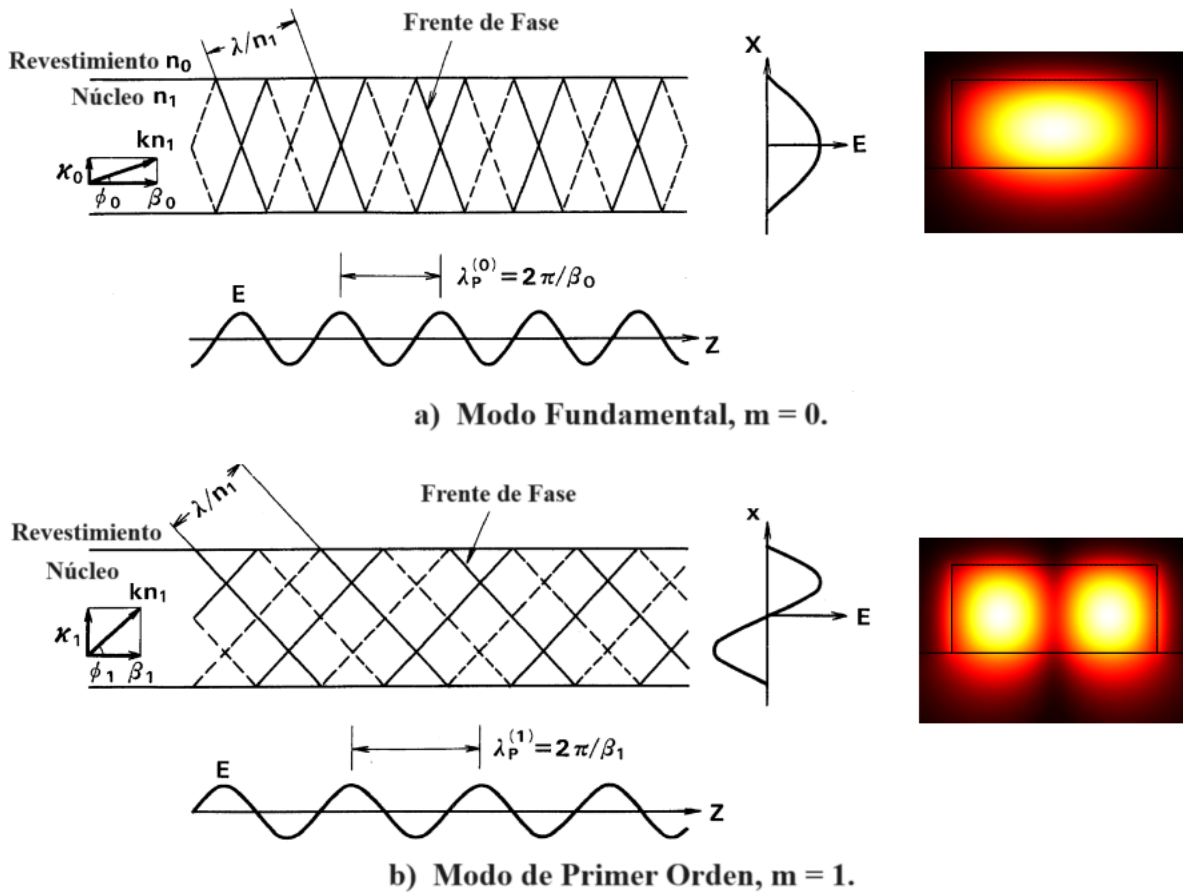 Frente de Fase
λ/n₁
Revestimiento n₀
Núcleo n₁
kn₁
ϰ₀
ϕ₀ β₀
X
E
λₚ⁽⁰⁾=2π/β₀
E
Z
a) Modo Fundamental, m = 0.
λ/n₁
Frente de Fase
Revestimiento
Núcleo
kn₁
ϰ₁
ϕ₁ β₁
x
E
λₚ⁽¹⁾=2π/β₁
E
Z
b) Modo de Primer Orden, m = 1.